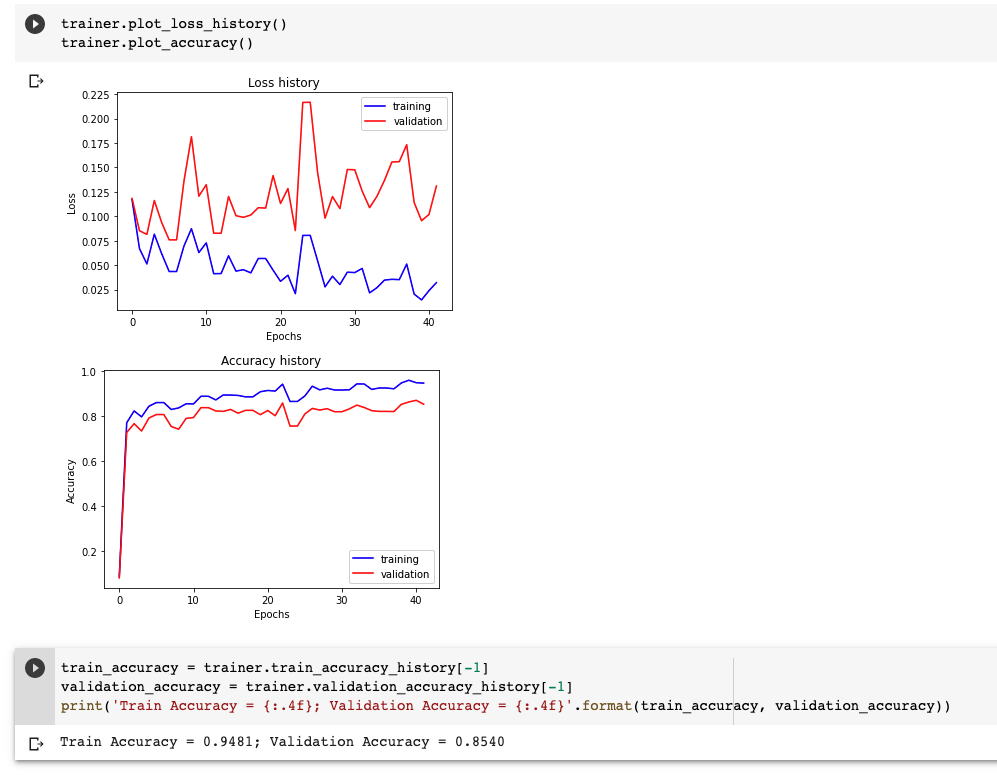 trainer.plot_loss_history()
trainer.plot_accuracy()
Loss history
0.225
0.200
0.175
0.150
0.125
0.100
0.075
0.050
0.025
Loss
training
validation
0 10 20 30 40
Epochs
Accuracy history
1.0
0.8
0.6
0.4
0.2
Accuracy
training
validation
0 10 20 30 40
Epochs
train_accuracy = trainer.train_accuracy_history[-1]
validation_accuracy = trainer.validation_accuracy_history[-1]
print('Train Accuracy = {:.4f}; Validation Accuracy = {:.4f}'.format(train_accuracy, validation_accuracy))
Train Accuracy = 0.9481; Validation Accuracy = 0.8540